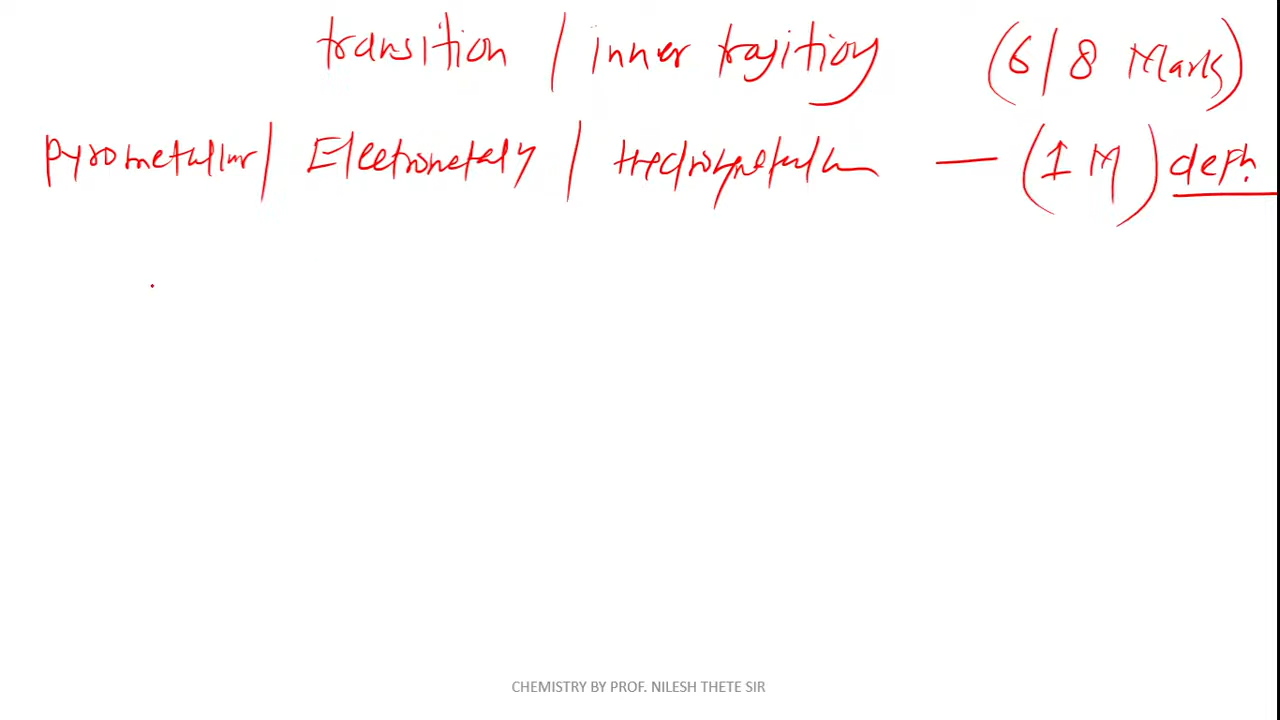 transition / inner transition (6/8 Marks)
pyrometallur / Electrometaly / Hydrometallu — (1 M) defn.
CHEMISTRY BY PROF. NILESH THETE SIR